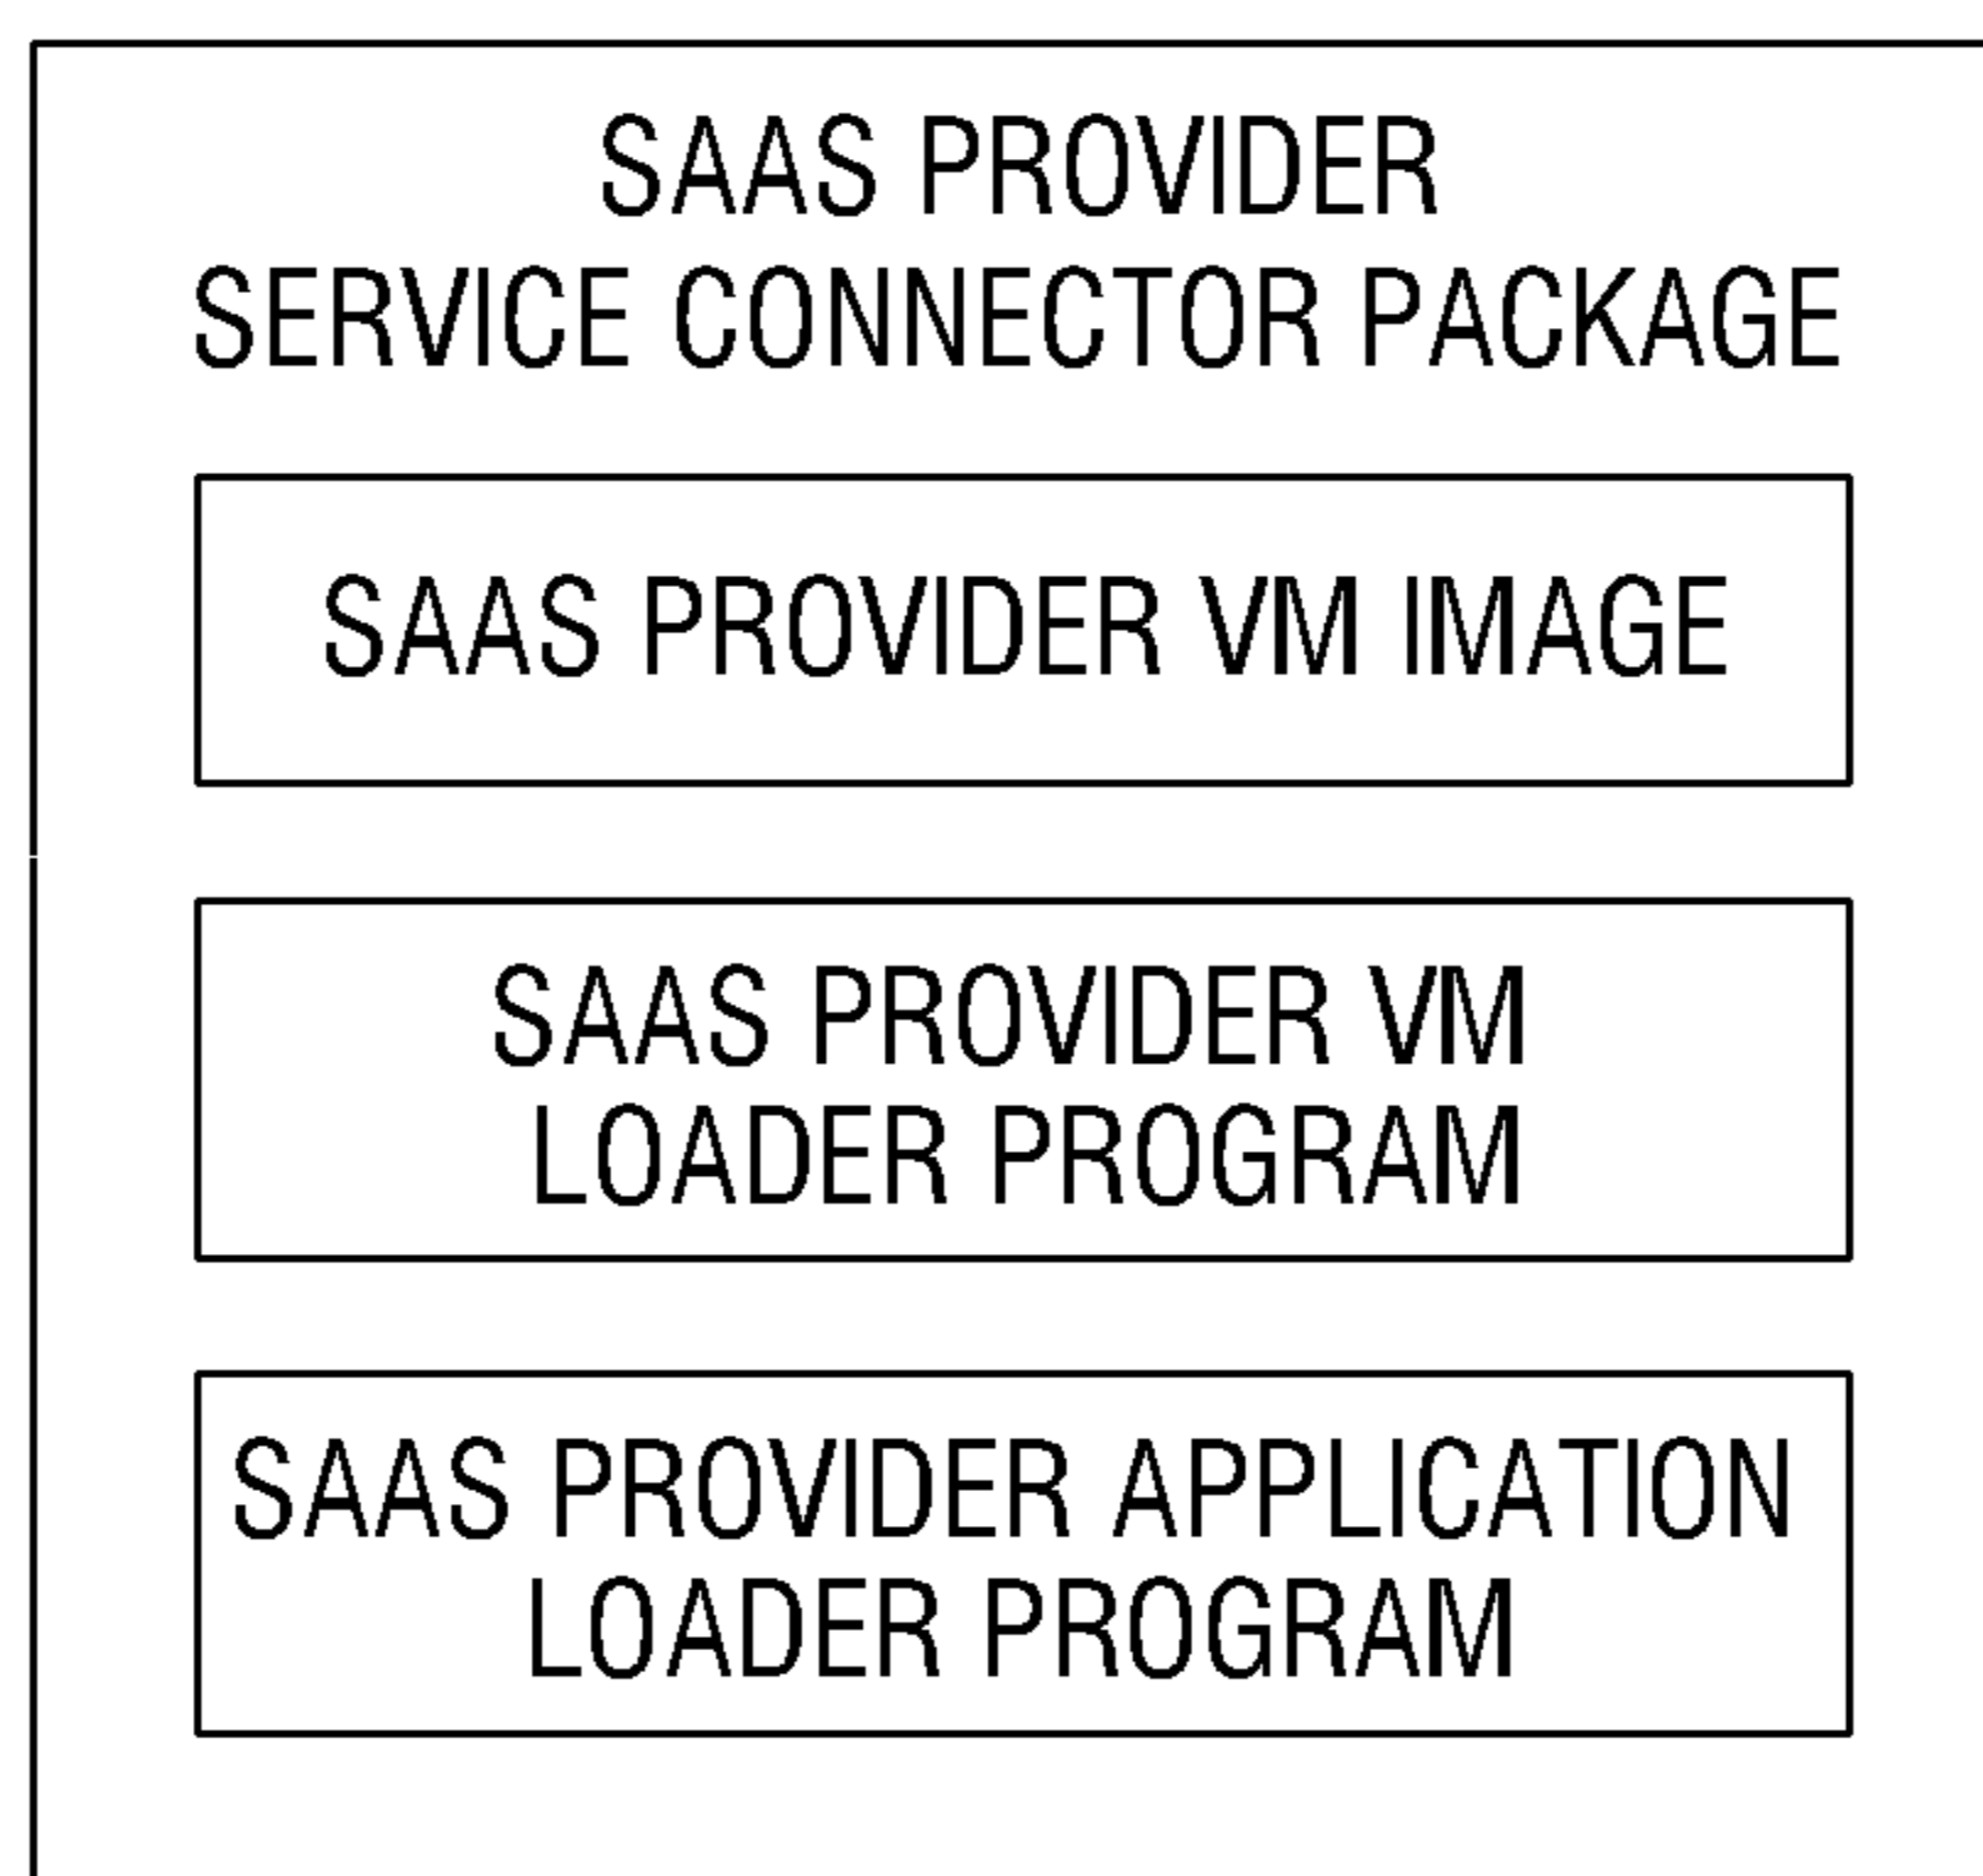 SAAS PROVIDER
SERVICE CONNECTOR PACKAGE
SAAS PROVIDER VM IMAGE
SAAS PROVIDER VM
LOADER PROGRAM
SAAS PROVIDER APPLICATION
LOADER PROGRAM